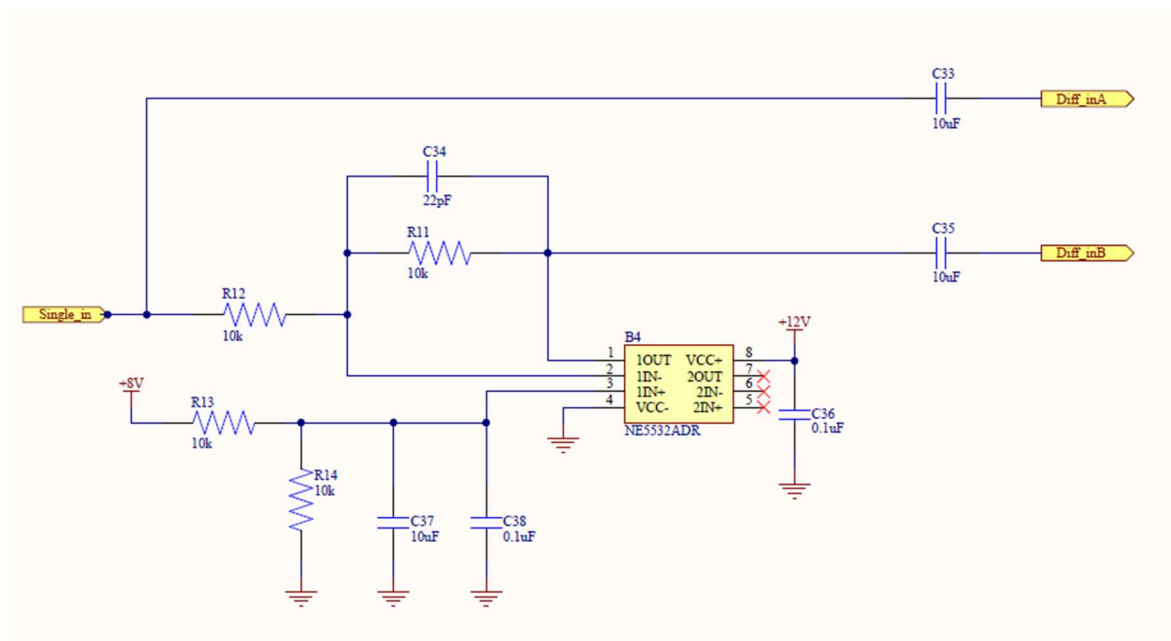 C33
Diff_inA
10uF
C34
22pF
R11
10k
C35
Diff_inB
10uF
R12
Single_in
10k
+12V
B4
1 1OUT VCC+ 8
2 1IN- 2OUT 7
3 1IN+ 2IN- 6
4 VCC- 2IN+ 5
NE5532ADR
C36
0.1uF
+8V
R13
10k
R14
10k
C37
10uF
C38
0.1uF